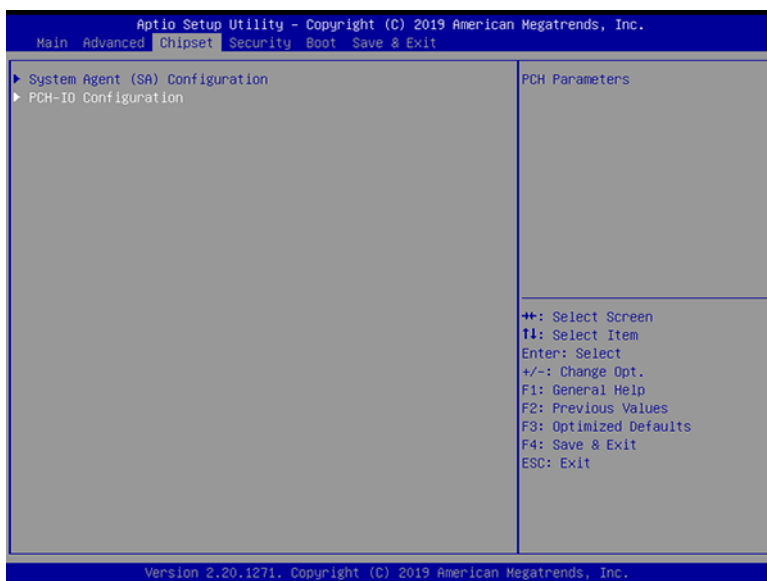 Aptio Setup Utility – Copyright (C) 2019 American Megatrends, Inc.
Main Advanced Chipset Security Boot Save & Exit
▶ System Agent (SA) Configuration
▶ PCH-IO Configuration
PCH Parameters
→←: Select Screen
↑↓: Select Item
Enter: Select
+/-: Change Opt.
F1: General Help
F2: Previous Values
F3: Optimized Defaults
F4: Save & Exit
ESC: Exit
Version 2.20.1271. Copyright (C) 2019 American Megatrends, Inc.